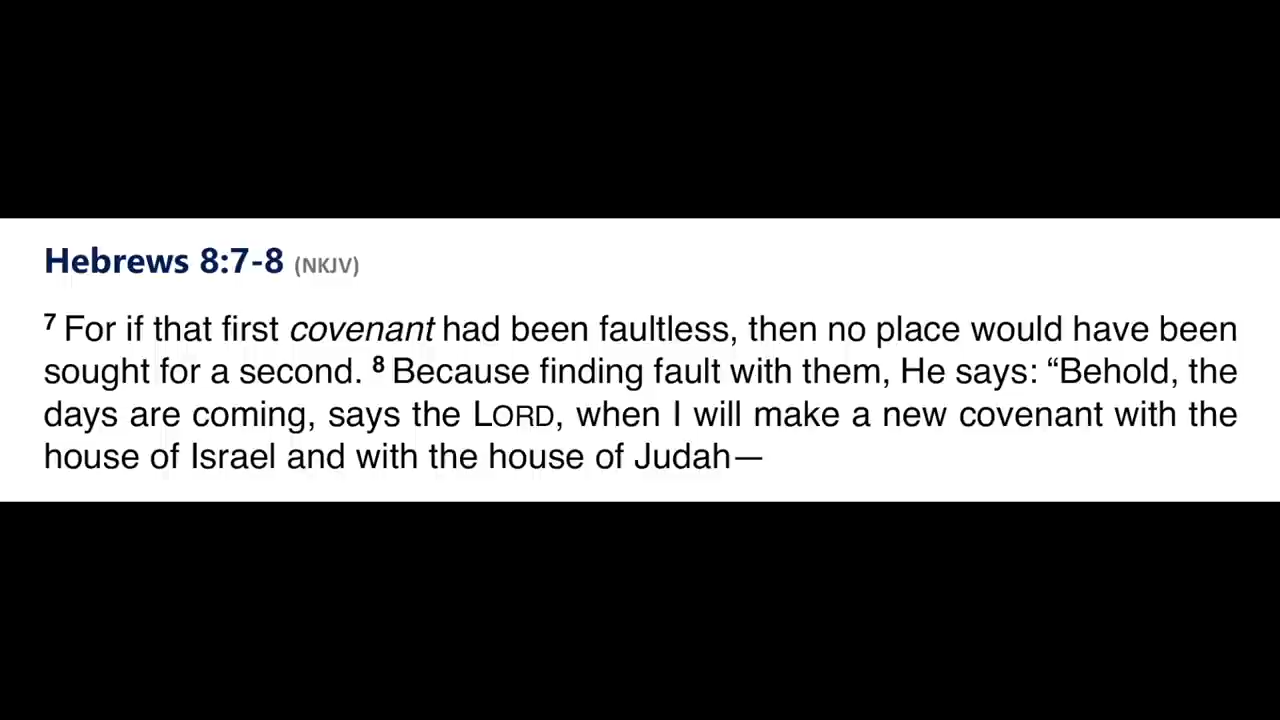 Hebrews 8:7-8 (NKJV)
7 For if that first covenant had been faultless, then no place would have been
sought for a second. 8 Because finding fault with them, He says: “Behold, the
days are coming, says the LORD, when I will make a new covenant with the
house of Israel and with the house of Judah—